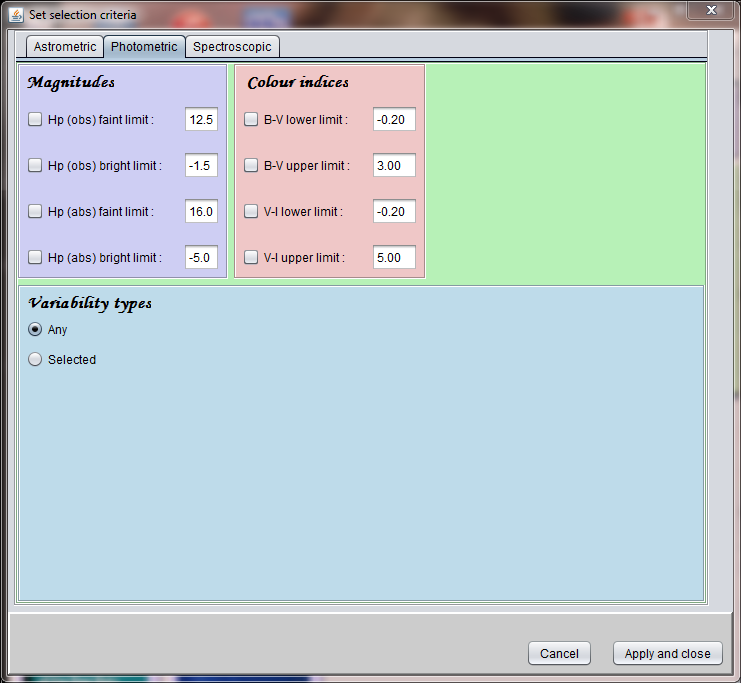 Set selection criteria
Astrometric Photometric Spectroscopic
Magnitudes
Hp (obs) faint limit : 12.5
Hp (obs) bright limit : -1.5
Hp (abs) faint limit : 16.0
Hp (abs) bright limit : -5.0
Colour indices
B-V lower limit : -0.20
B-V upper limit : 3.00
V-I lower limit : -0.20
V-I upper limit : 5.00
Variability types
Any
Selected
Cancel Apply and close